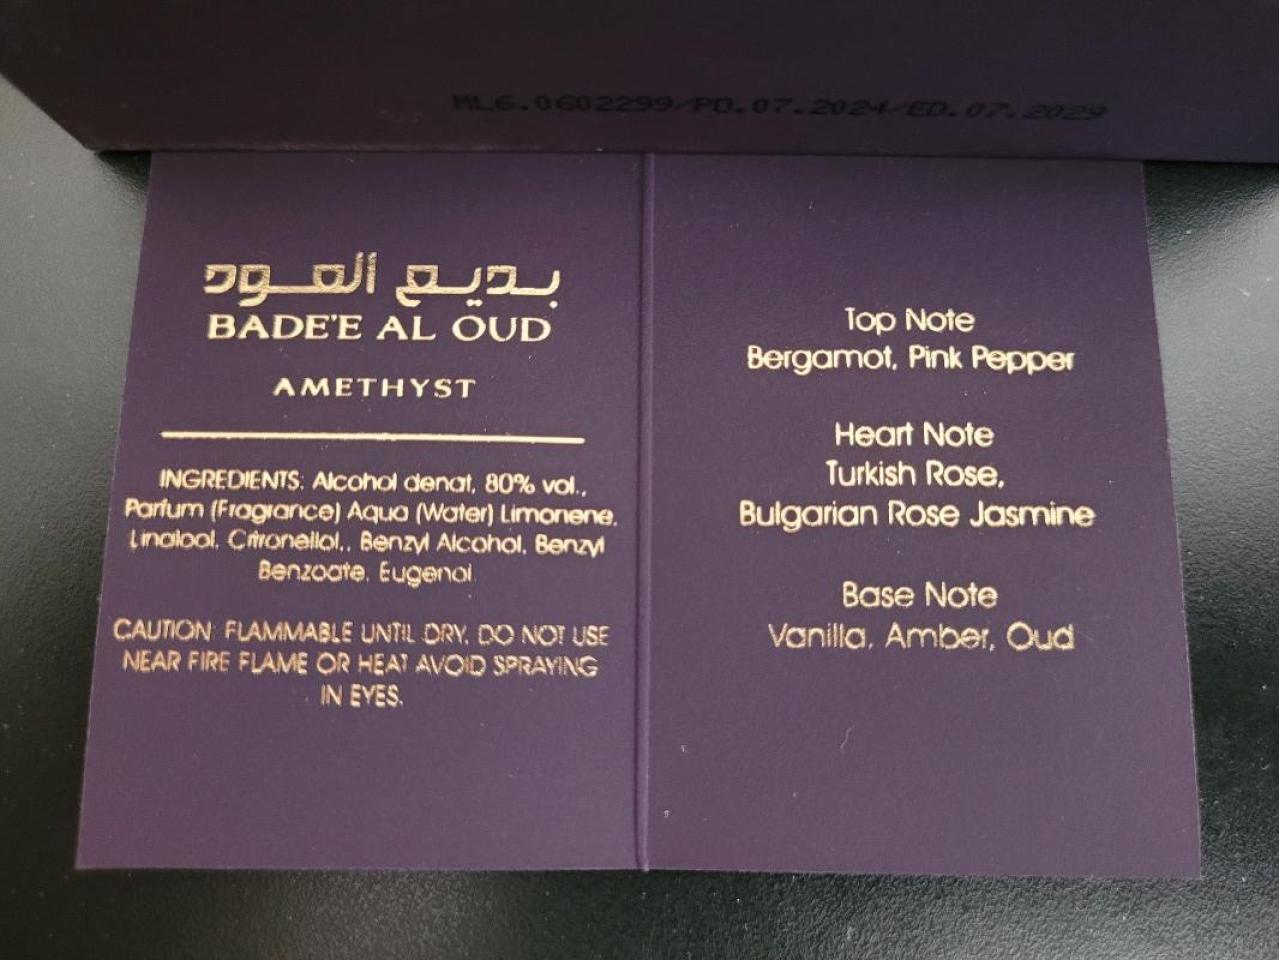 ML6.0602299/PD.07.2024/ED.07.2029
بديع العود
BADE'E AL OUD
AMETHYST
INGREDIENTS: Alcohol denat, 80% vol.,
Parfum (Fragrance) Aqua (Water) Limonene,
Linalool, Critronellol,, Benzyl Alcohol, Benzyl
Benzoate, Eugenol
CAUTION: FLAMMABLE UNTIL DRY. DO NOT USE
NEAR FIRE FLAME OR HEAT AVOID SPRAYING
IN EYES.
Top Note
Bergamot, Pink Pepper
Heart Note
Turkish Rose,
Bulgarian Rose Jasmine
Base Note
Vanilla, Amber, Oud